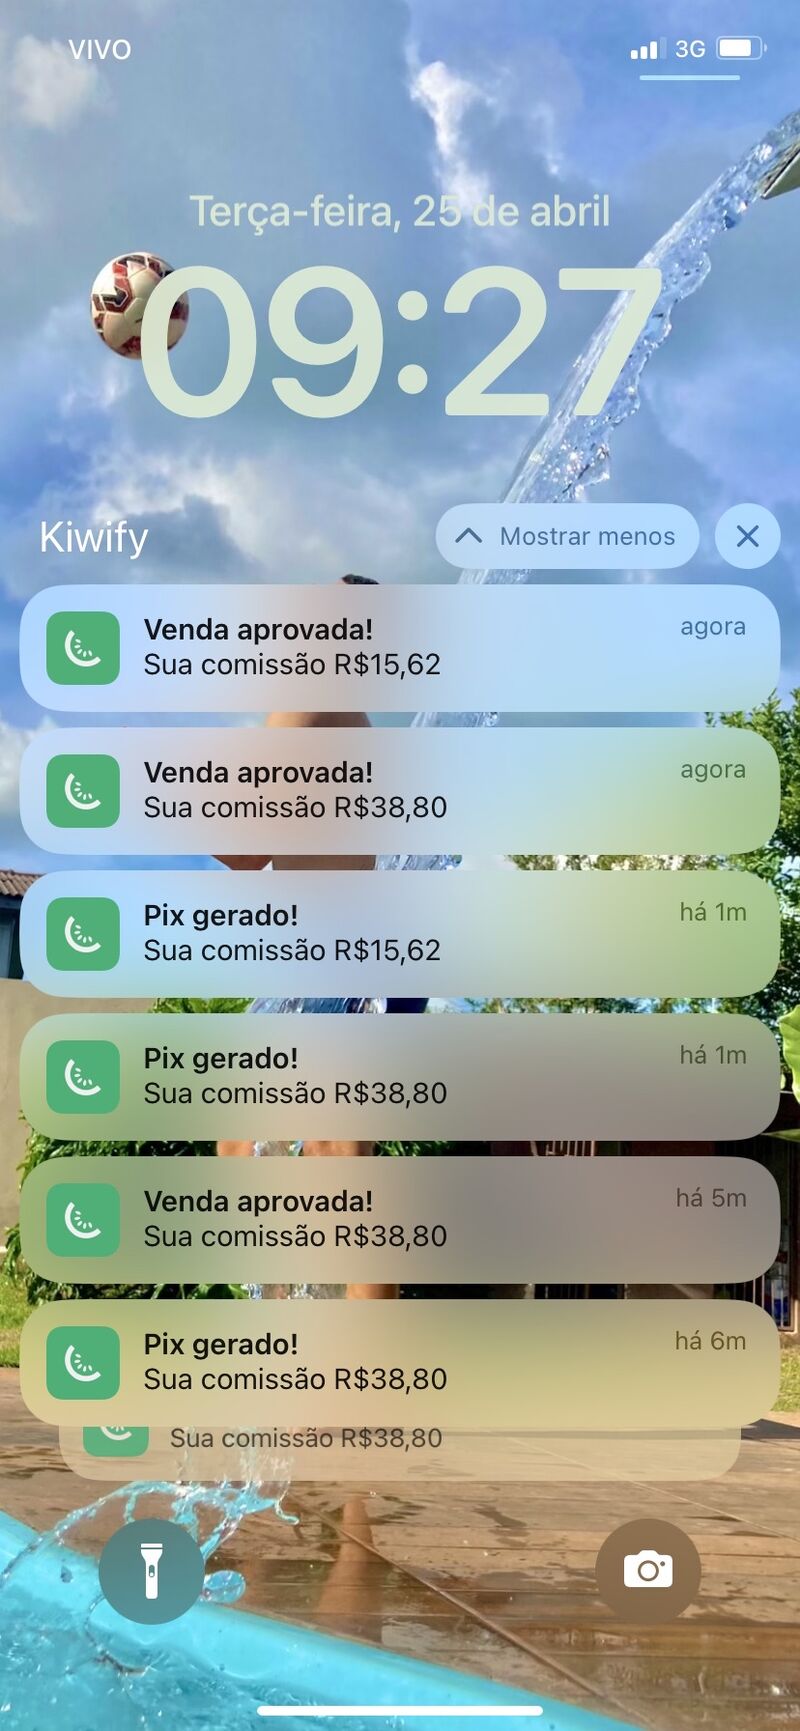 VIVO
3G
Terça-feira, 25 de abril
09:27
Kiwify
Mostrar menos
Venda aprovada!
agora
Sua comissão R$15,62
Venda aprovada!
agora
Sua comissão R$38,80
Pix gerado!
há 1m
Sua comissão R$15,62
Pix gerado!
há 1m
Sua comissão R$38,80
Venda aprovada!
há 5m
Sua comissão R$38,80
Pix gerado!
há 6m
Sua comissão R$38,80
Sua comissão R$38,80